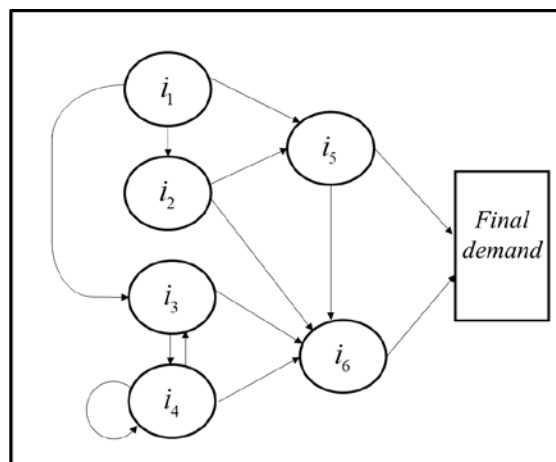 i₁
i₂
i₃
i₄
i₅
i₆
Final
demand